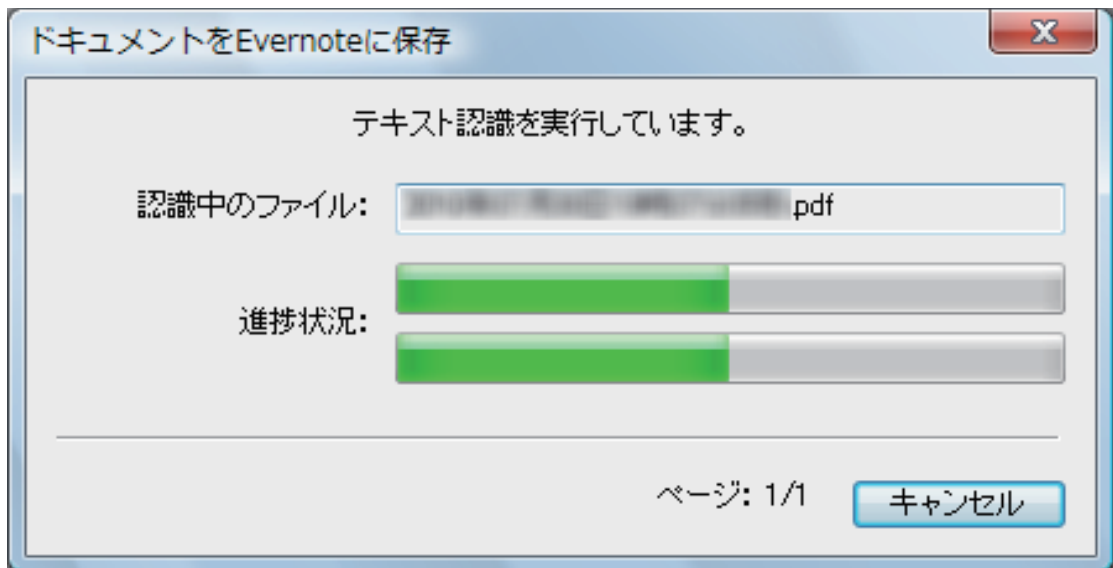 ドキュメントをEvernoteに保存
テキスト認識を実行しています。
認識中のファイル: .pdf
進捗状況:
ページ: 1/1 キャンセル